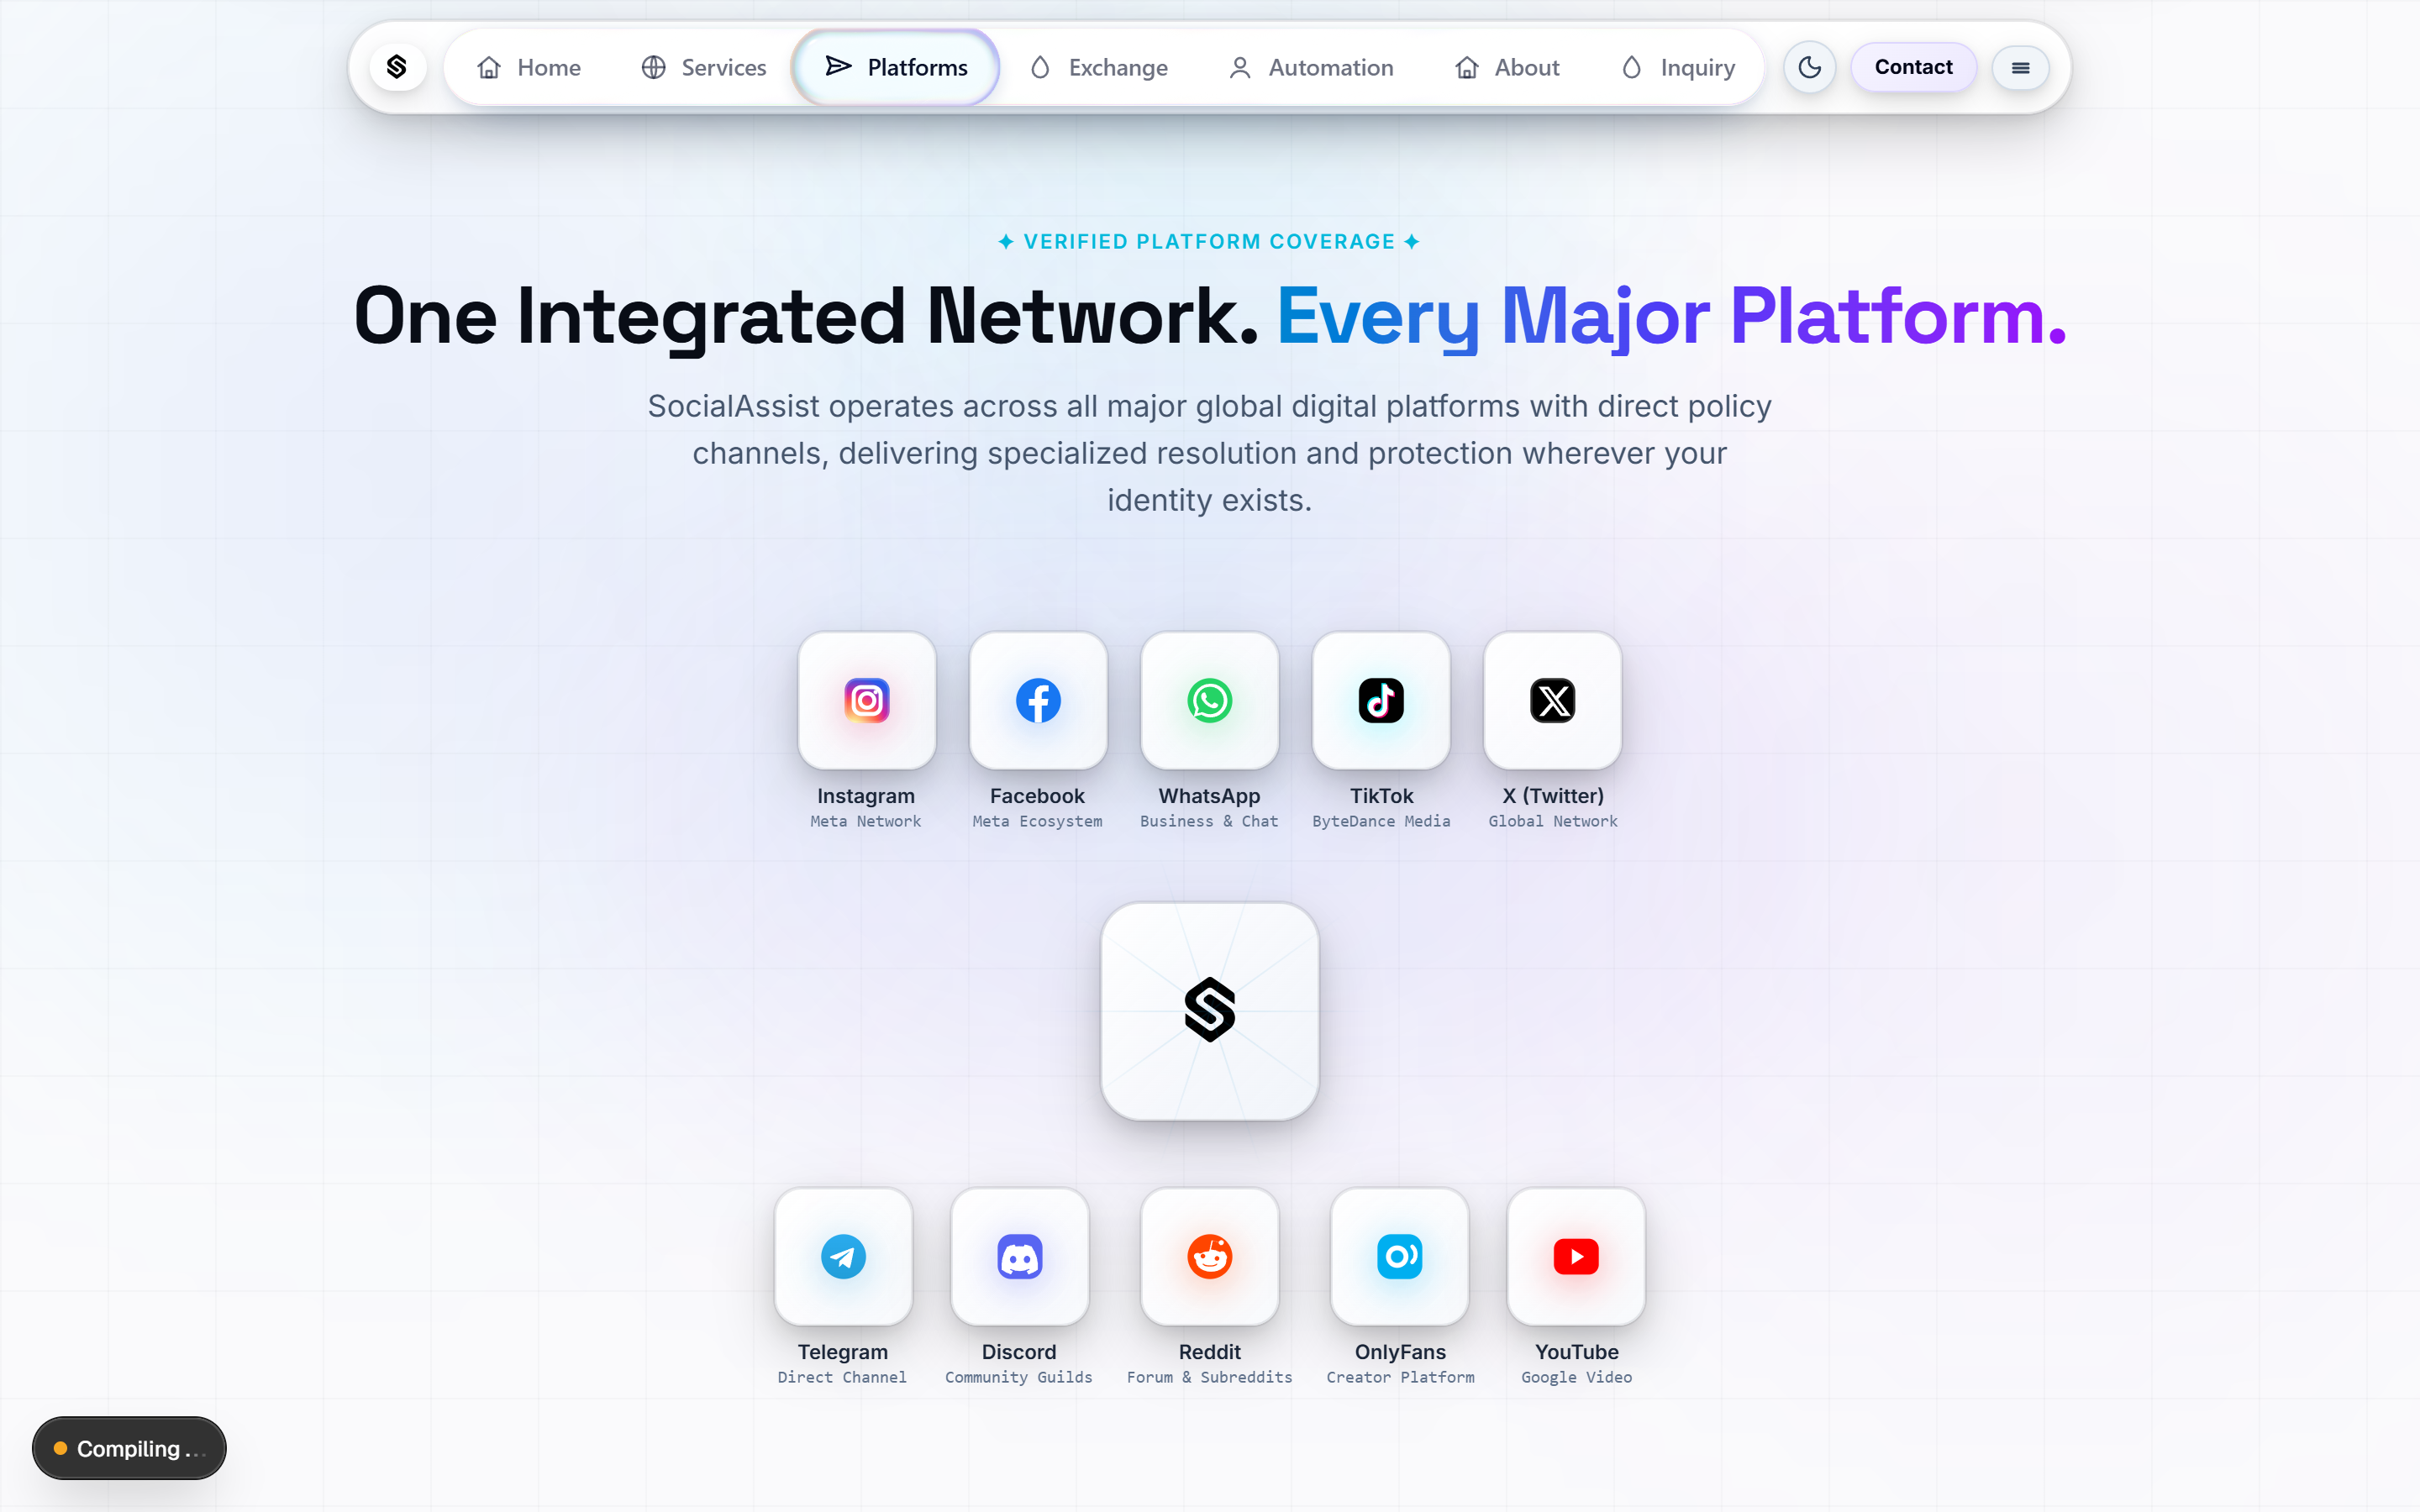 Home
Services
Platforms
Exchange
Automation
About
Inquiry
Contact
✦ VERIFIED PLATFORM COVERAGE ✦
One Integrated Network. Every Major Platform.
SocialAssist operates across all major global digital platforms with direct policy
channels, delivering specialized resolution and protection wherever your
identity exists.
Instagram
Meta Network
Facebook
Meta Ecosystem
WhatsApp
Business & Chat
TikTok
ByteDance Media
X (Twitter)
Global Network
Telegram
Direct Channel
Discord
Community Guilds
Reddit
Forum & Subreddits
OnlyFans
Creator Platform
YouTube
Google Video
Compiling ...